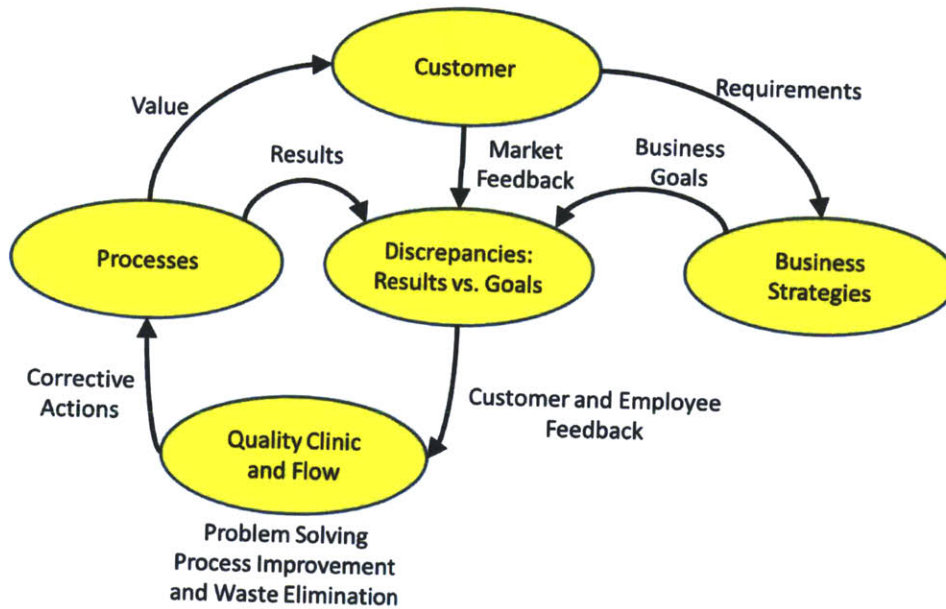 Customer
Requirements
Value
Results
Market
Feedback
Business
Goals
Processes
Discrepancies:
Results vs. Goals
Business
Strategies
Corrective
Actions
Customer and Employee
Feedback
Quality Clinic
and Flow
Problem Solving
Process Improvement
and Waste Elimination